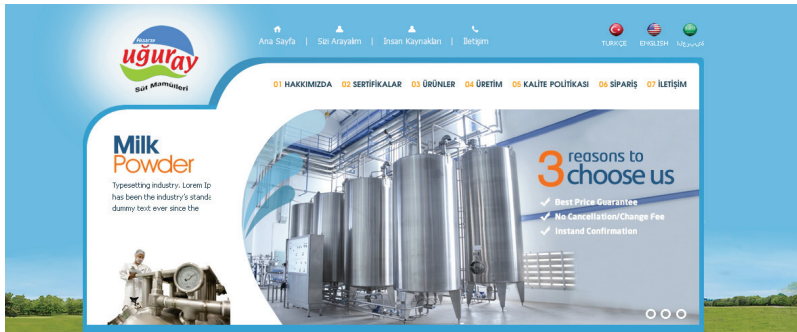 Aksaray
uğuray
Süt Mamülleri
Ana Sayfa | Sizi Arayalım | İnsan Kaynakları | İletişim
TÜRKÇE ENGLISH العربية
01 HAKKIMIZDA 02 SERTİFİKALAR 03 ÜRÜNLER 04 ÜRETİM 05 KALİTE POLİTİKASI 06 SİPARİŞ 07 İLETİŞİM
Milk
Powder
Typesetting industry. Lorem Ip
has been the industry's standa
dummy text ever since the
3 reasons to
choose us
Best Price Guarantee
No Cancellation/Change Fee
Instand Confirmation